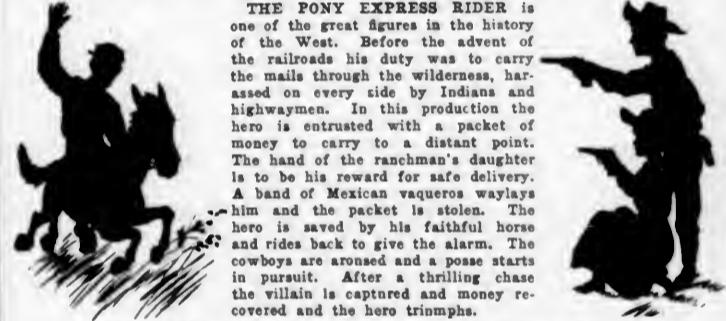 THE PONY EXPRESS RIDER is
one of the great figures in the history
of the West. Before the advent of
the railroads his duty was to carry
the mails through the wilderness, har-
assed on every side by Indians and
highwaymen. In this production the
hero is entrusted with a packet of
money to carry to a distant point.
The hand of the ranchman's daughter
is to be his reward for safe delivery.
A band of Mexican vaqueros waylays
him and the packet is stolen. The
hero is saved by his faithful horse
and rides back to give the alarm. The
cowboys are aronsed and a posse starts
in pursuit. After a thrilling chase
the villain is captnred and money re-
covered and the hero trinmphs.